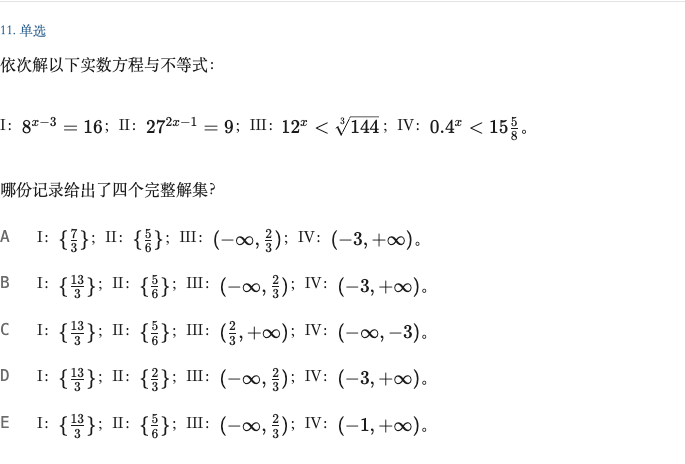 11. 单选
依次解以下实数方程与不等式：
I：8^{x−3} = 16；II：27^{2x−1} = 9；III：12^x < ∛144；IV：0.4^x < 15 5/8。
哪份记录给出了四个完整解集？
A I：{7/3}；II：{5/6}；III：(−∞, 2/3)；IV：(−3, +∞)。
B I：{13/3}；II：{5/6}；III：(−∞, 2/3)；IV：(−3, +∞)。
C I：{13/3}；II：{5/6}；III：(2/3, +∞)；IV：(−∞, −3)。
D I：{13/3}；II：{2/3}；III：(−∞, 2/3)；IV：(−3, +∞)。
E I：{13/3}；II：{5/6}；III：(−∞, 2/3)；IV：(−1, +∞)。